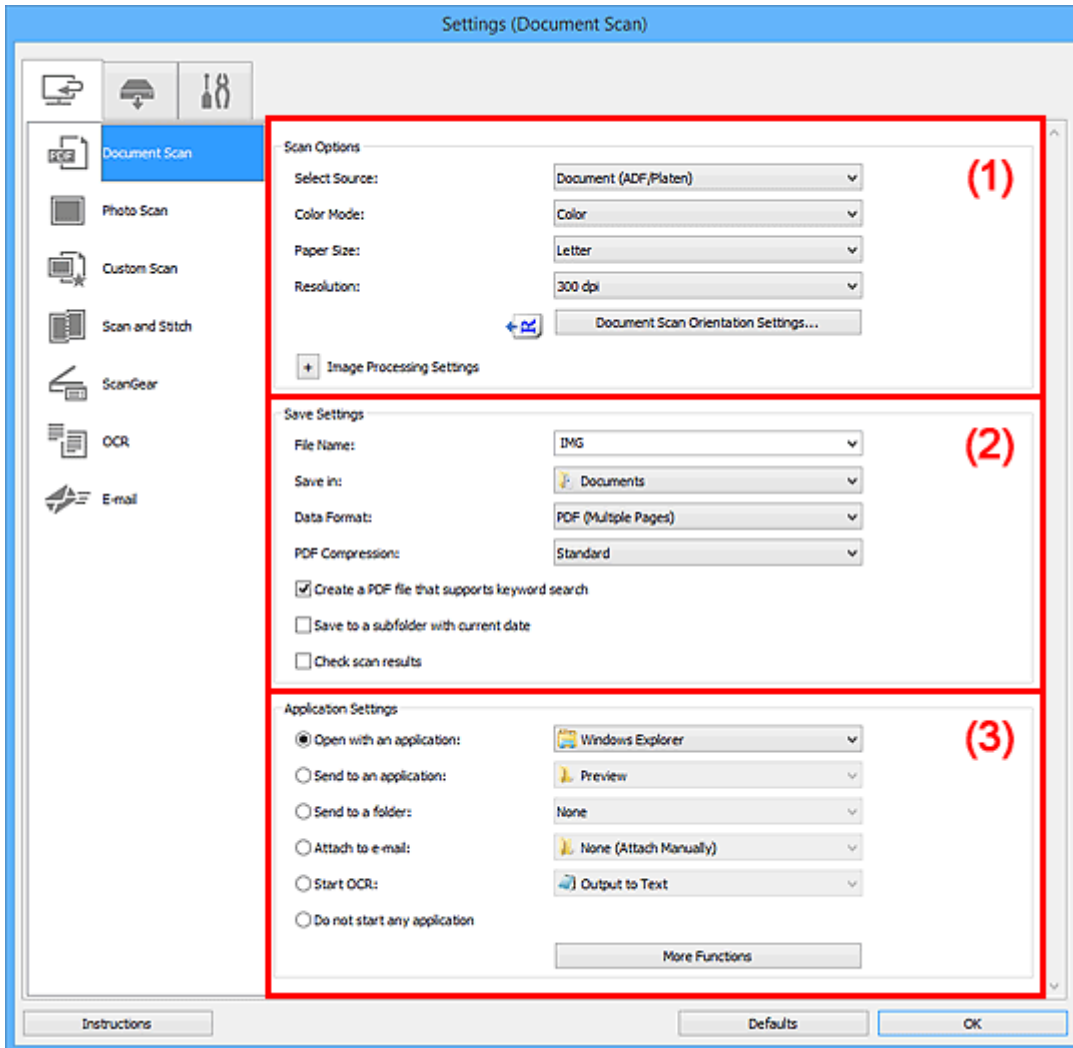 Settings (Document Scan)
Document Scan
Photo Scan
Custom Scan
Scan and Stitch
ScanGear
OCR
E-mail
Scan Options
(1)
Select Source: Document (ADF/Platen)
Color Mode: Color
Paper Size: Letter
Resolution: 300 dpi
R Document Scan Orientation Settings...
+ Image Processing Settings
Save Settings
(2)
File Name: IMG
Save in: Documents
Data Format: PDF (Multiple Pages)
PDF Compression: Standard
Create a PDF file that supports keyword search
Save to a subfolder with current date
Check scan results
Application Settings
(3)
Open with an application: Windows Explorer
Send to an application: Preview
Send to a folder: None
Attach to e-mail: None (Attach Manually)
Start OCR: Output to Text
Do not start any application
More Functions
Instructions Defaults OK